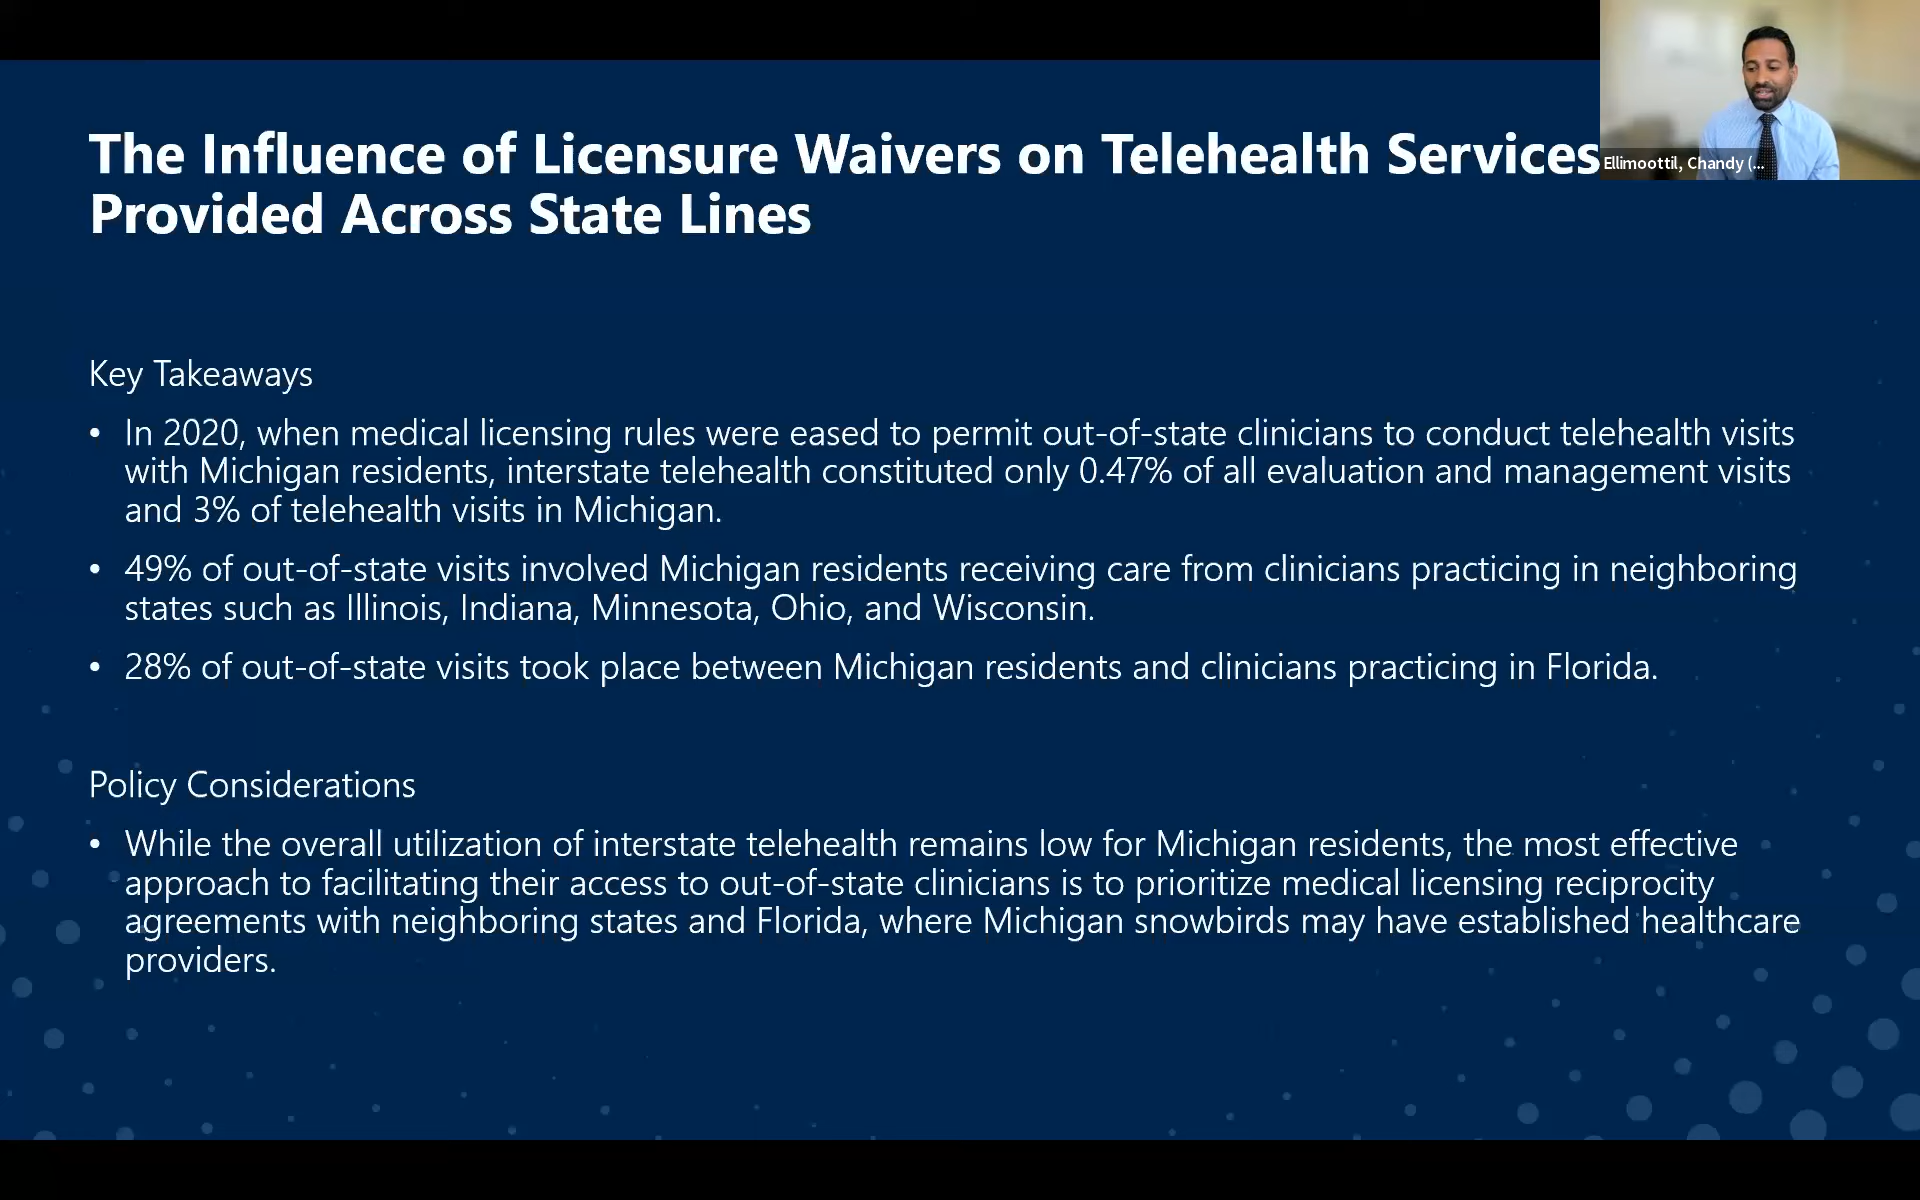 The Influence of Licensure Waivers on Telehealth Services
Provided Across State Lines
Ellimoottil, Chandy (...
Key Takeaways
• In 2020, when medical licensing rules were eased to permit out-of-state clinicians to conduct telehealth visits
with Michigan residents, interstate telehealth constituted only 0.47% of all evaluation and management visits
and 3% of telehealth visits in Michigan.
• 49% of out-of-state visits involved Michigan residents receiving care from clinicians practicing in neighboring
states such as Illinois, Indiana, Minnesota, Ohio, and Wisconsin.
• 28% of out-of-state visits took place between Michigan residents and clinicians practicing in Florida.
Policy Considerations
• While the overall utilization of interstate telehealth remains low for Michigan residents, the most effective
approach to facilitating their access to out-of-state clinicians is to prioritize medical licensing reciprocity
agreements with neighboring states and Florida, where Michigan snowbirds may have established healthcare
providers.